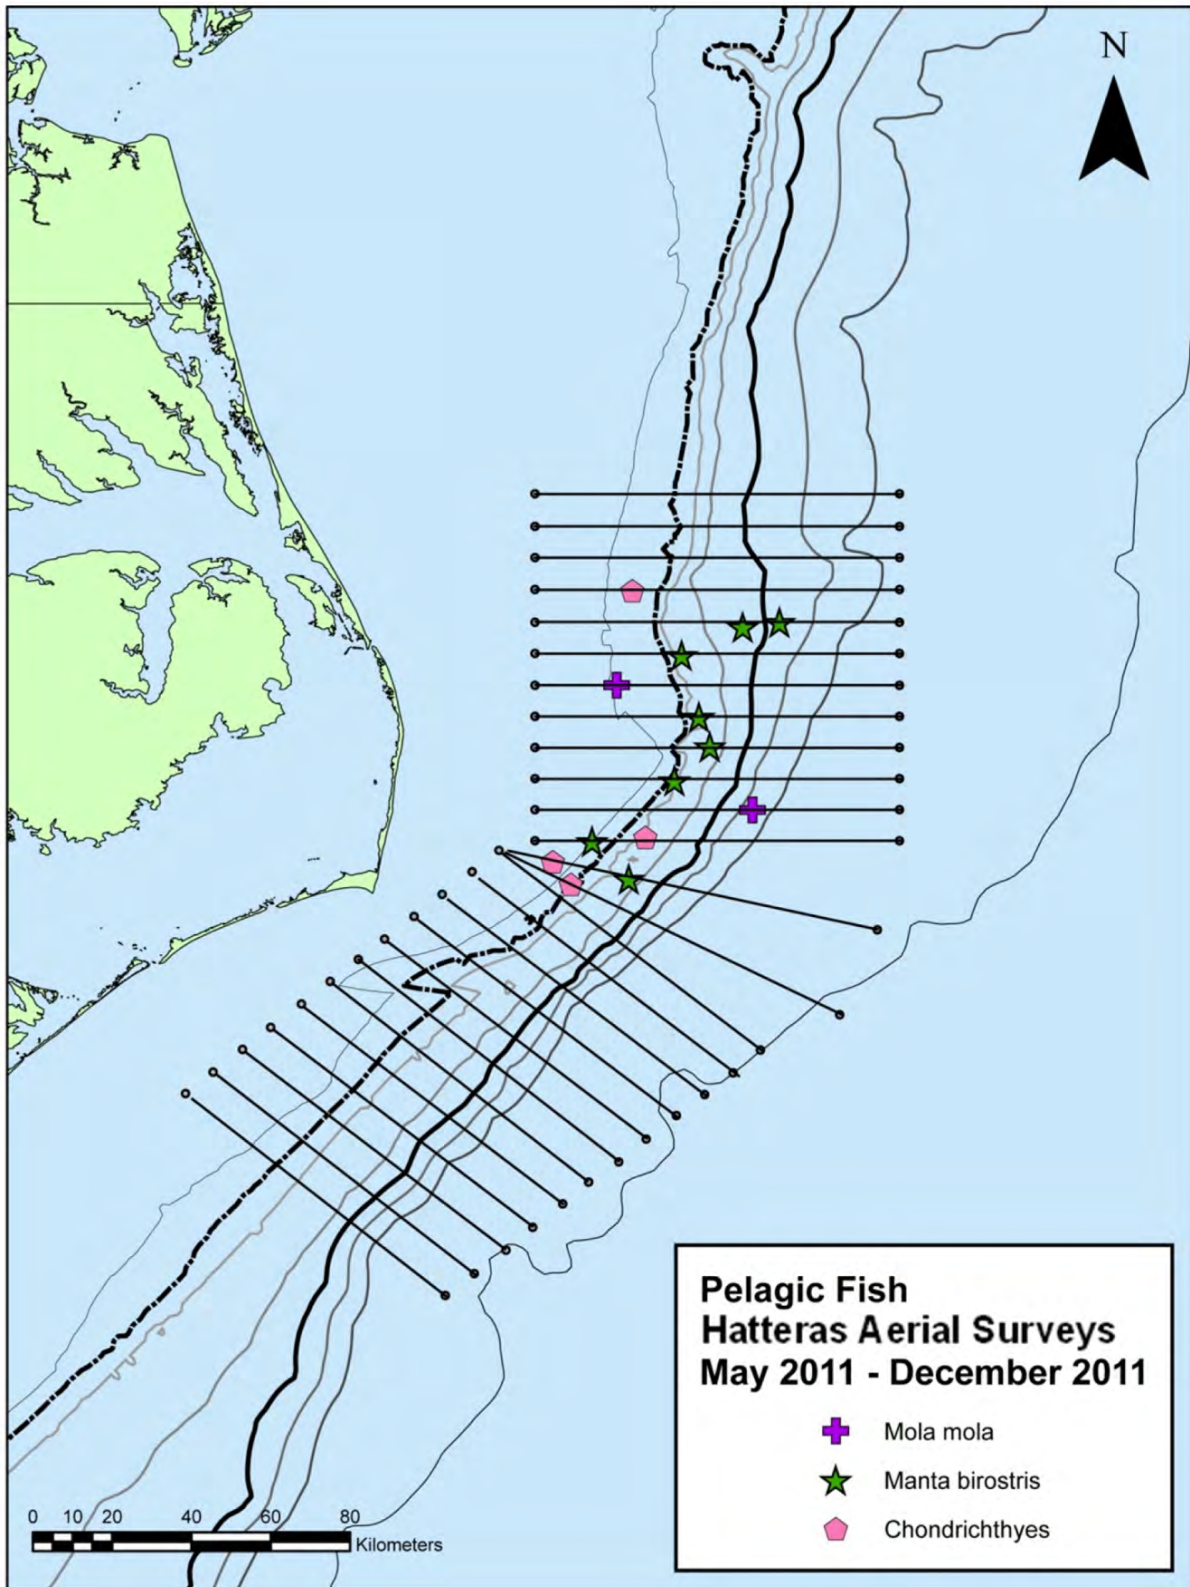 N
Pelagic Fish
Hatteras Aerial Surveys
May 2011 - December 2011
Mola mola
Manta birostris
Chondrichthyes
0 10 20 40 60 80
Kilometers